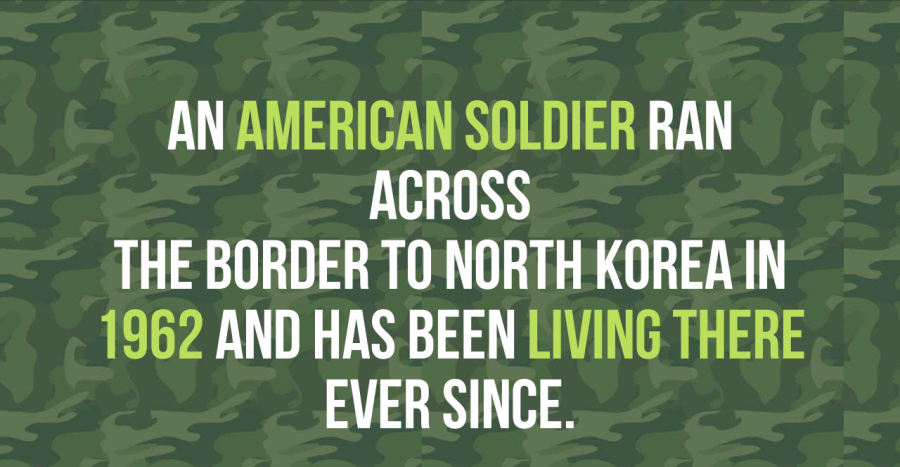 AN AMERICAN SOLDIER RAN
ACROSS
THE BORDER TO NORTH KOREA IN
1962 AND HAS BEEN LIVING THERE
EVER SINCE.